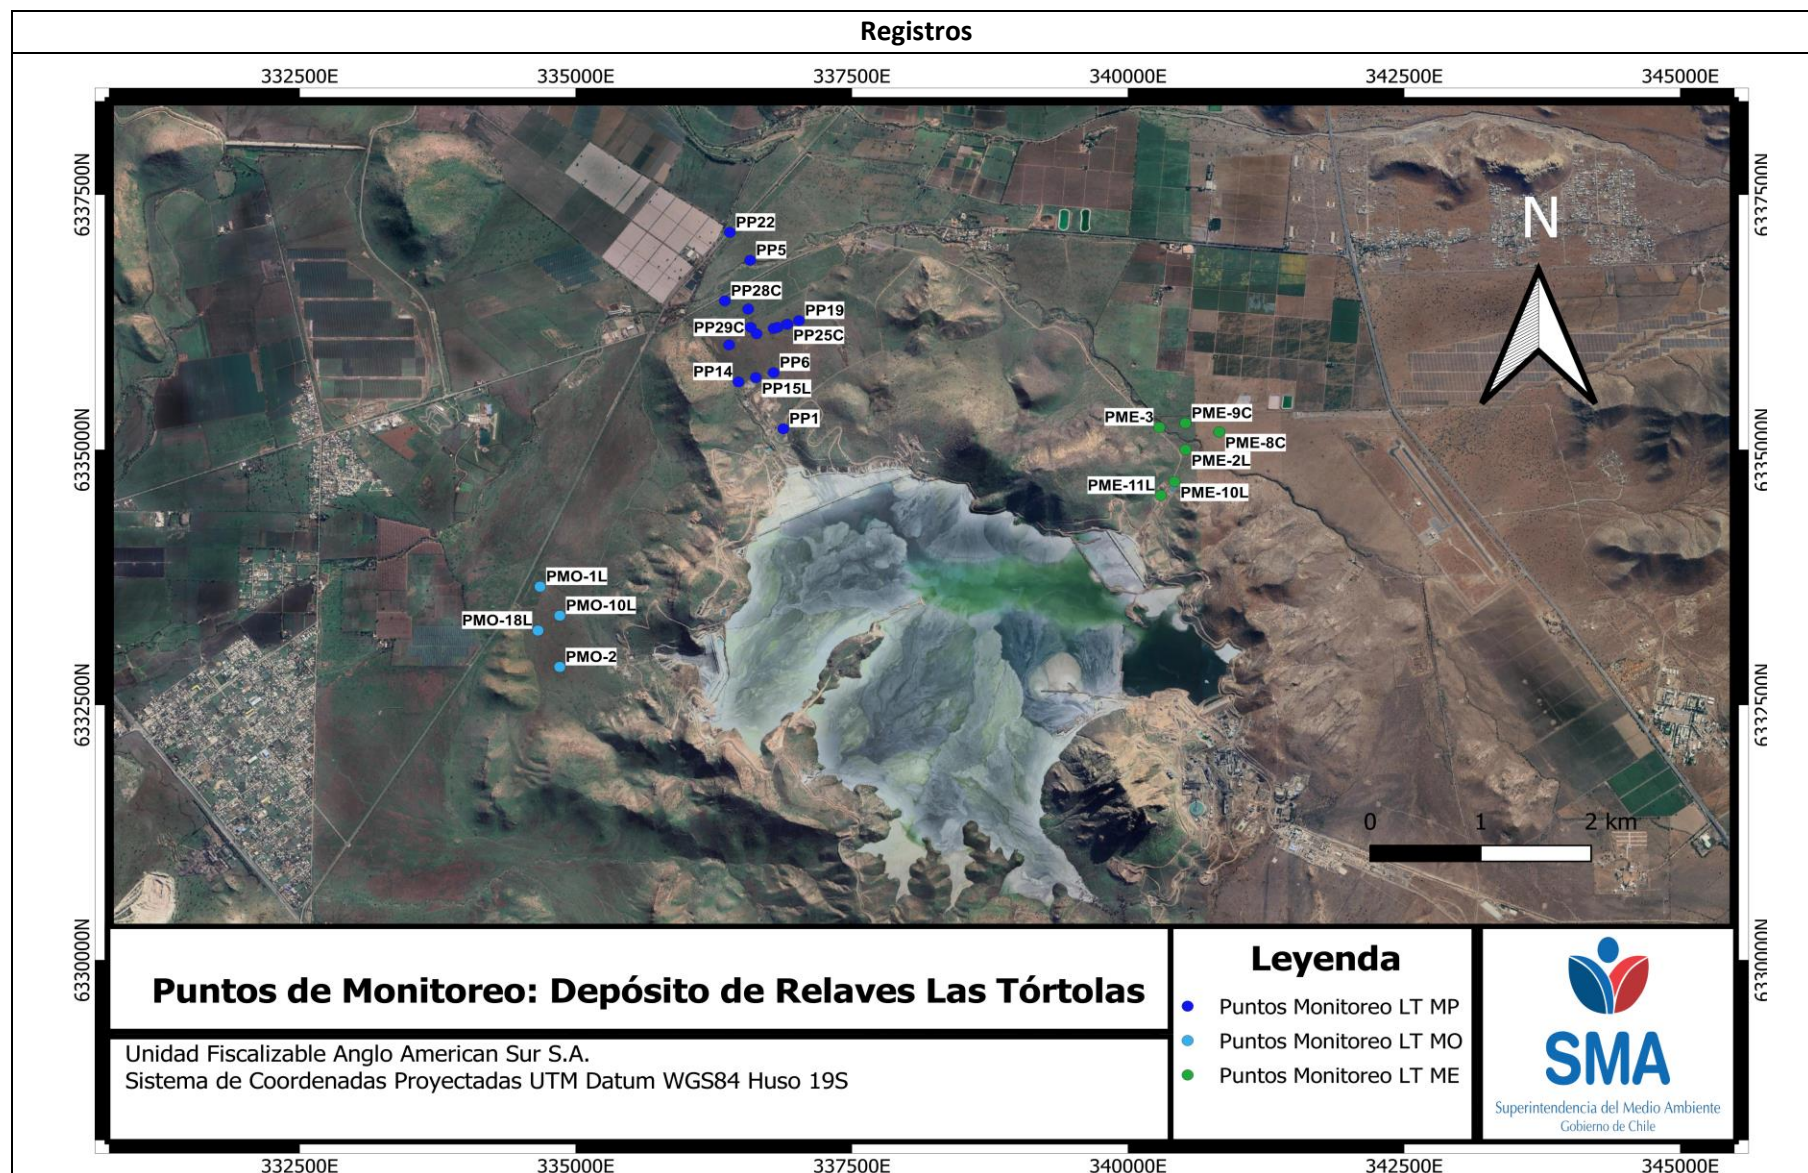 Registros
332500E 335000E 337500E 340000E 342500E 345000E
6337500N 6337500N
6335000N 6335000N
6332500N 6332500N
6330000N 6330000N
N
PP22
PP5
PP28C
PP19
PP29C
PP25C
PP14
PP6
PP15L
PP1
PME-3
PME-9C
PME-8C
PME-2L
PME-11L
PME-10L
PMO-1L
PMO-10L
PMO-18L
PMO-2
0 1 2 km
Puntos de Monitoreo: Depósito de Relaves Las Tórtolas
Unidad Fiscalizable Anglo American Sur S.A.
Sistema de Coordenadas Proyectadas UTM Datum WGS84 Huso 19S
Leyenda
Puntos Monitoreo LT MP
Puntos Monitoreo LT MO
Puntos Monitoreo LT ME
SMA
Superintendencia del Medio Ambiente
Gobierno de Chile
332500E 335000E 337500E 340000E 342500E 345000E